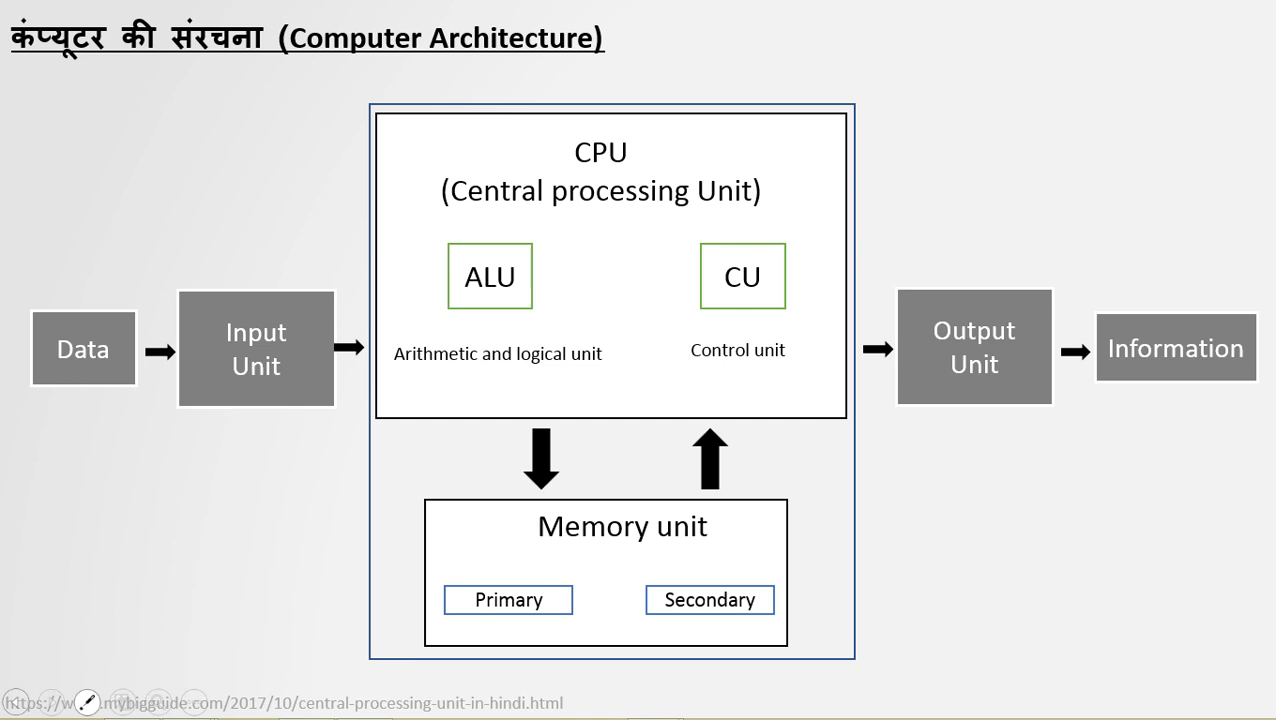 कंप्यूटर की संरचना (Computer Architecture)
CPU
(Central processing Unit)
ALU
CU
Arithmetic and logical unit
Control unit
Data
Input
Unit
Output
Unit
Information
Memory unit
Primary
Secondary
mybigguide.com/2017/10/central-processing-unit-in-hindi.html